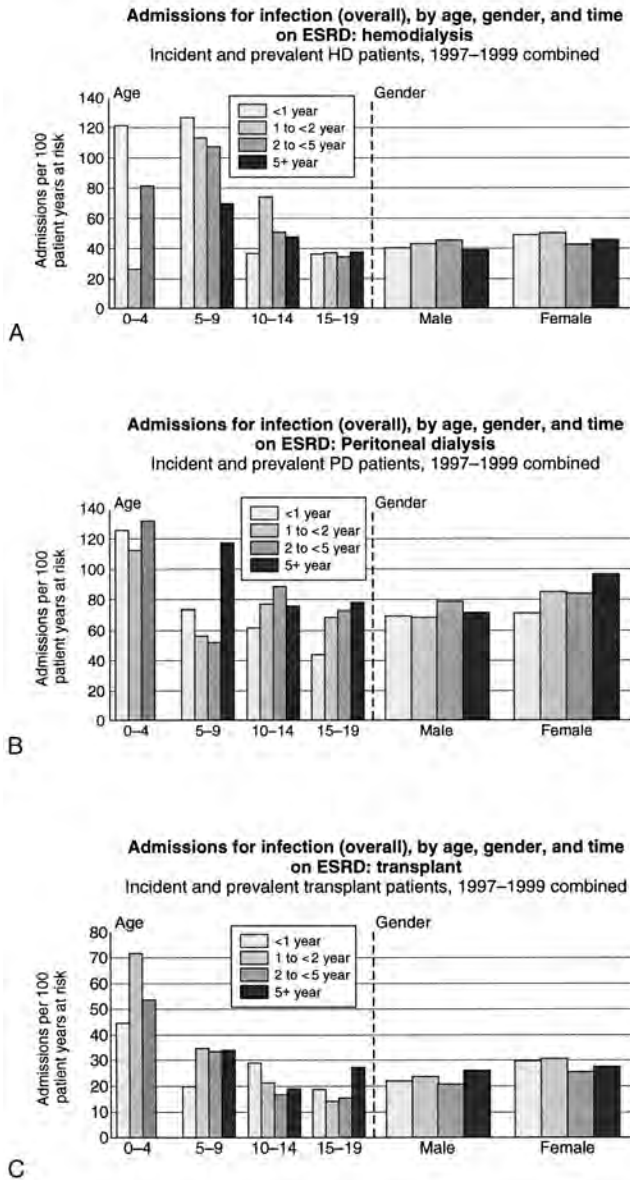 Admissions for infection (overall), by age, gender, and time
on ESRD: hemodialysis
Incident and prevalent HD patients, 1997–1999 combined
Age
Gender
<1 year
1 to <2 year
2 to <5 year
5+ year
Admissions per 100
patient years at risk
140
120
100
80
60
40
20
0
0–4
5–9
10–14
15–19
Male
Female
A
Admissions for infection (overall), by age, gender, and time
on ESRD: Peritoneal dialysis
Incident and prevalent PD patients, 1997–1999 combined
Age
Gender
<1 year
1 to <2 year
2 to <5 year
5+ year
Admissions per 100
patient years at risk
140
120
100
80
60
40
20
0
0–4
5–9
10–14
15–19
Male
Female
B
Admissions for infection (overall), by age, gender, and time
on ESRD: transplant
Incident and prevalent transplant patients, 1997–1999 combined
Age
Gender
<1 year
1 to <2 year
2 to <5 year
5+ year
Admissions per 100
patient years at risk
80
70
60
50
40
30
20
10
0
0–4
5–9
10–14
15–19
Male
Female
C